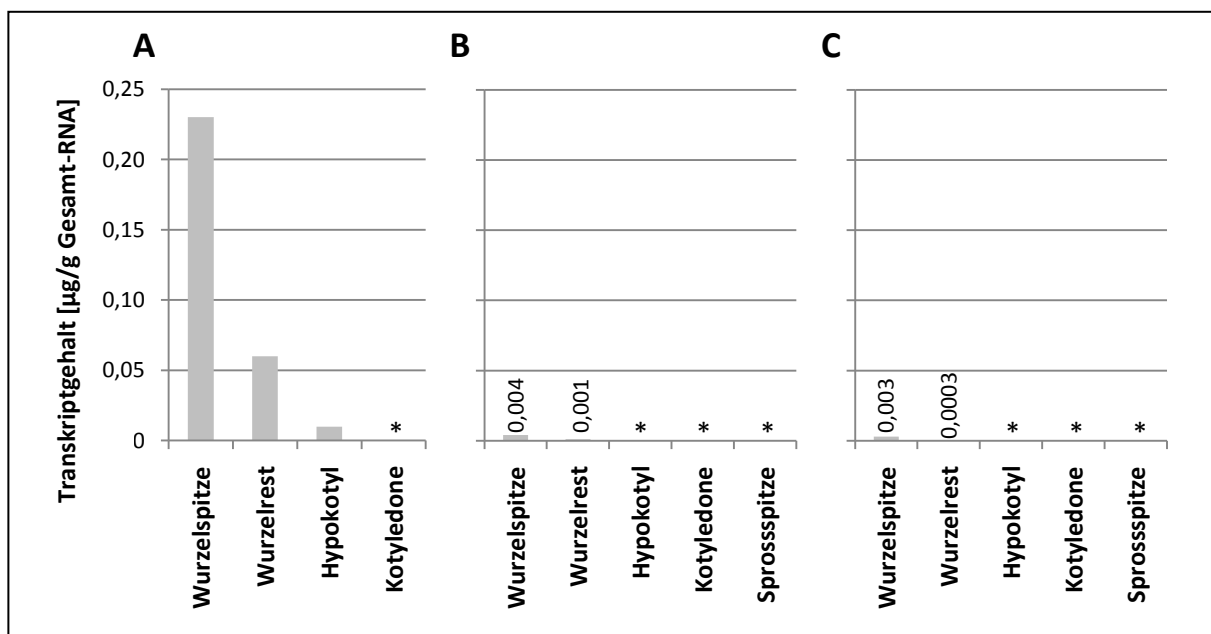 A
B
C
Transkriptgehalt [µg/g Gesamt-RNA]
0,25
0,20
0,15
0,10
0,05
0
*
0,004
0,001
*
*
*
0,003
0,0003
*
*
*
Wurzelspitze
Wurzelrest
Hypokotyl
Kotyledone
Wurzelspitze
Wurzelrest
Hypokotyl
Kotyledone
Sprossspitze
Wurzelspitze
Wurzelrest
Hypokotyl
Kotyledone
Sprossspitze